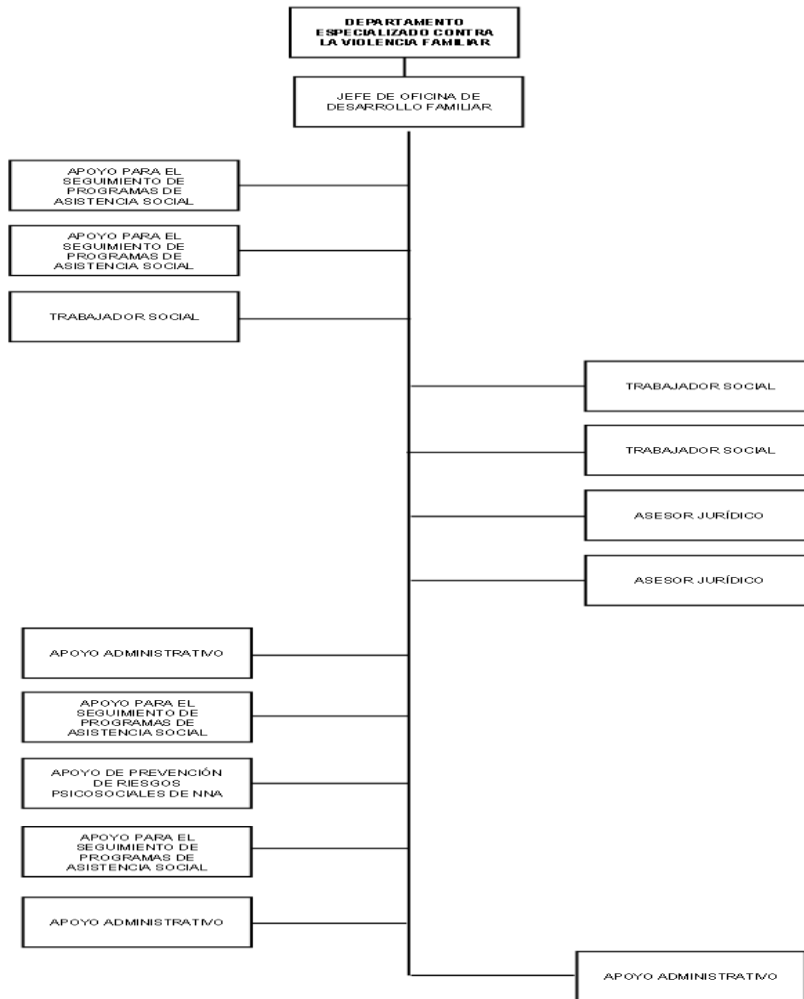 DEPARTAMENTO
ESPECIALIZADO CONTRA
LA VIOLENCIA FAMILIAR
JEFE DE OFICINA DE
DESARROLLO FAMILIAR
APOYO PARA EL
SEGUIMIENTO DE
PROGRAMAS DE
ASISTENCIA SOCIAL
APOYO PARA EL
SEGUIMIENTO DE
PROGRAMAS DE
ASISTENCIA SOCIAL
TRABAJADOR SOCIAL
TRABAJADOR SOCIAL
TRABAJADOR SOCIAL
ASESOR JURÍDICO
ASESOR JURÍDICO
APOYO ADMINISTRATIVO
APOYO PARA EL
SEGUIMIENTO DE
PROGRAMAS DE
ASISTENCIA SOCIAL
APOYO DE PREVENCIÓN
DE RIESGOS
PSICOSOCIALES DE NNA
APOYO PARA EL
SEGUIMIENTO DE
PROGRAMAS DE
ASISTENCIA SOCIAL
APOYO ADMINISTRATIVO
APOYO ADMINISTRATIVO